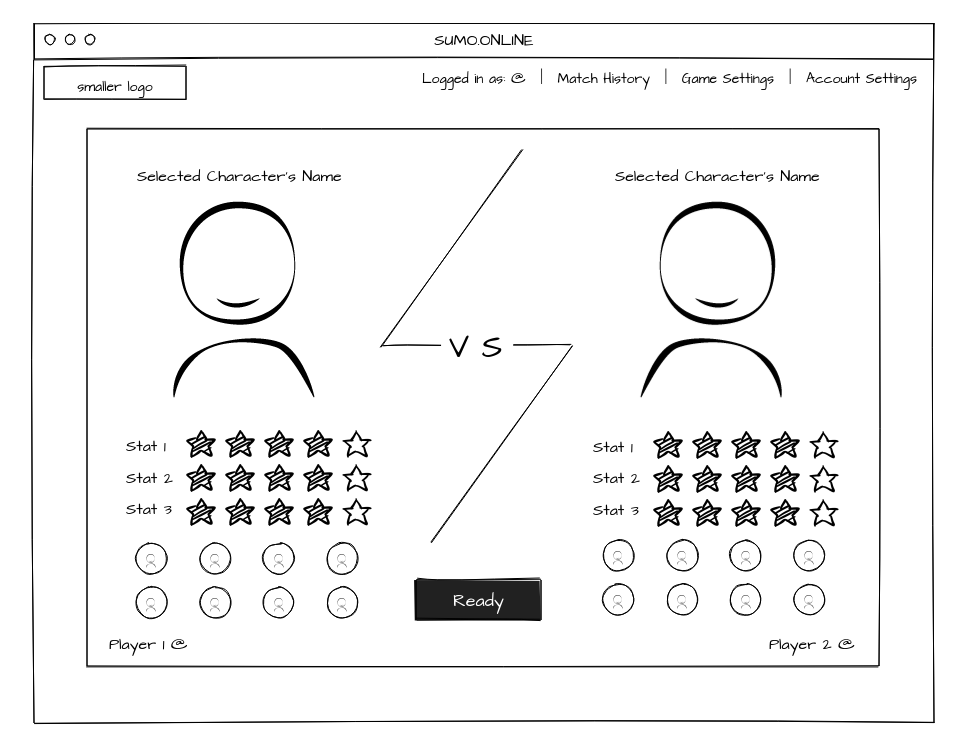 SUMO.ONLINE
smaller logo
Logged in as: @ | Match History | Game Settings | Account Settings
Selected Character's Name
Selected Character's Name
V S
Stat 1
Stat 2
Stat 3
Stat 1
Stat 2
Stat 3
Ready
Player 1 @
Player 2 @